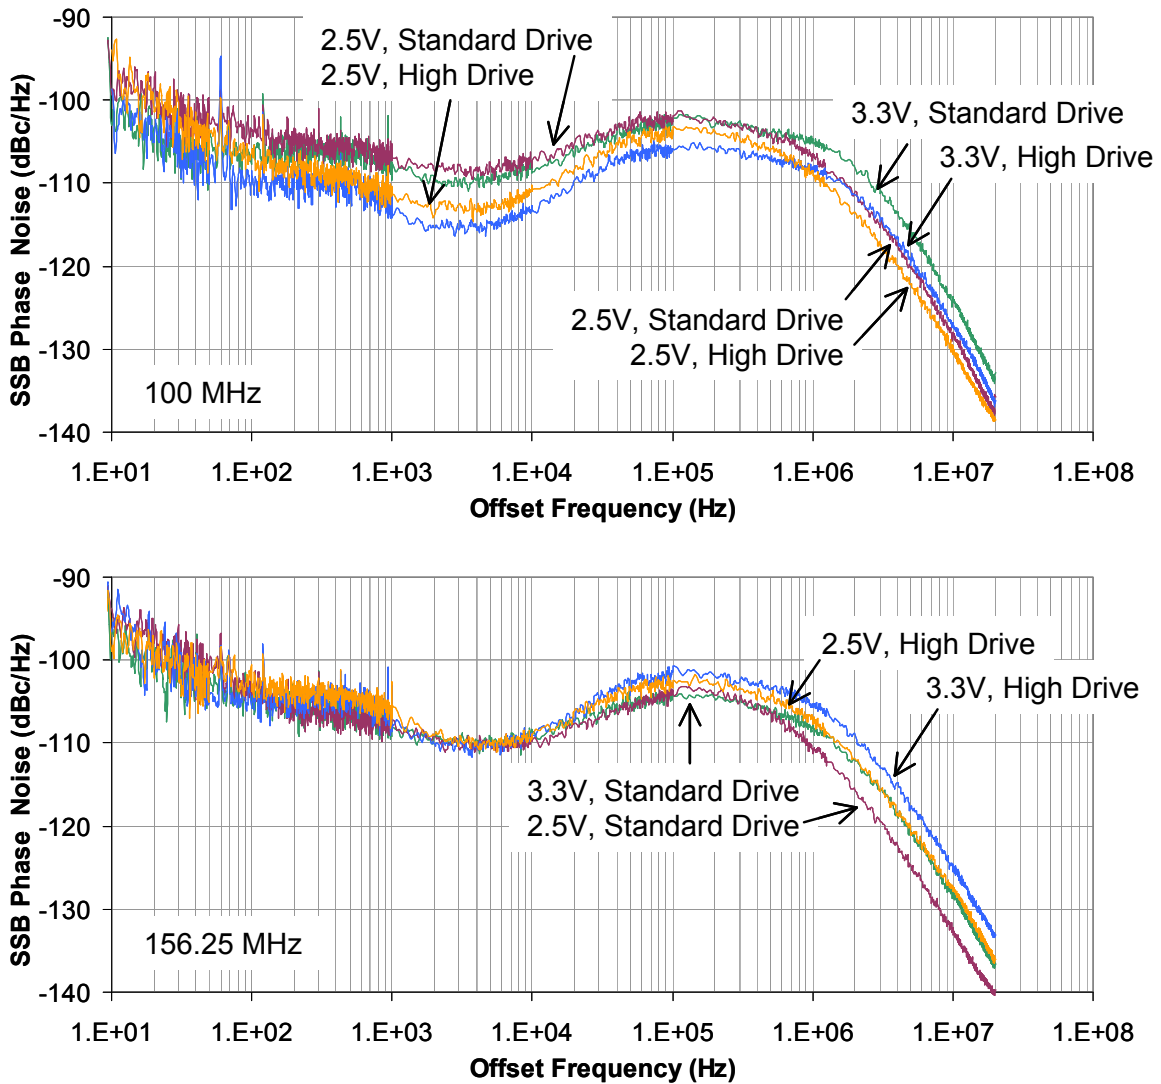 -90
2.5V, Standard Drive
2.5V, High Drive
-100
3.3V, Standard Drive
3.3V, High Drive
-110
-120
2.5V, Standard Drive
2.5V, High Drive
-130
100 MHz
-140
SSB Phase Noise (dBc/Hz)
1.E+01 1.E+02 1.E+03 1.E+04 1.E+05 1.E+06 1.E+07 1.E+08
Offset Frequency (Hz)
-90
2.5V, High Drive
-100
3.3V, High Drive
-110
3.3V, Standard Drive
-120
2.5V, Standard Drive
-130
156.25 MHz
-140
SSB Phase Noise (dBc/Hz)
1.E+01 1.E+02 1.E+03 1.E+04 1.E+05 1.E+06 1.E+07 1.E+08
Offset Frequency (Hz)